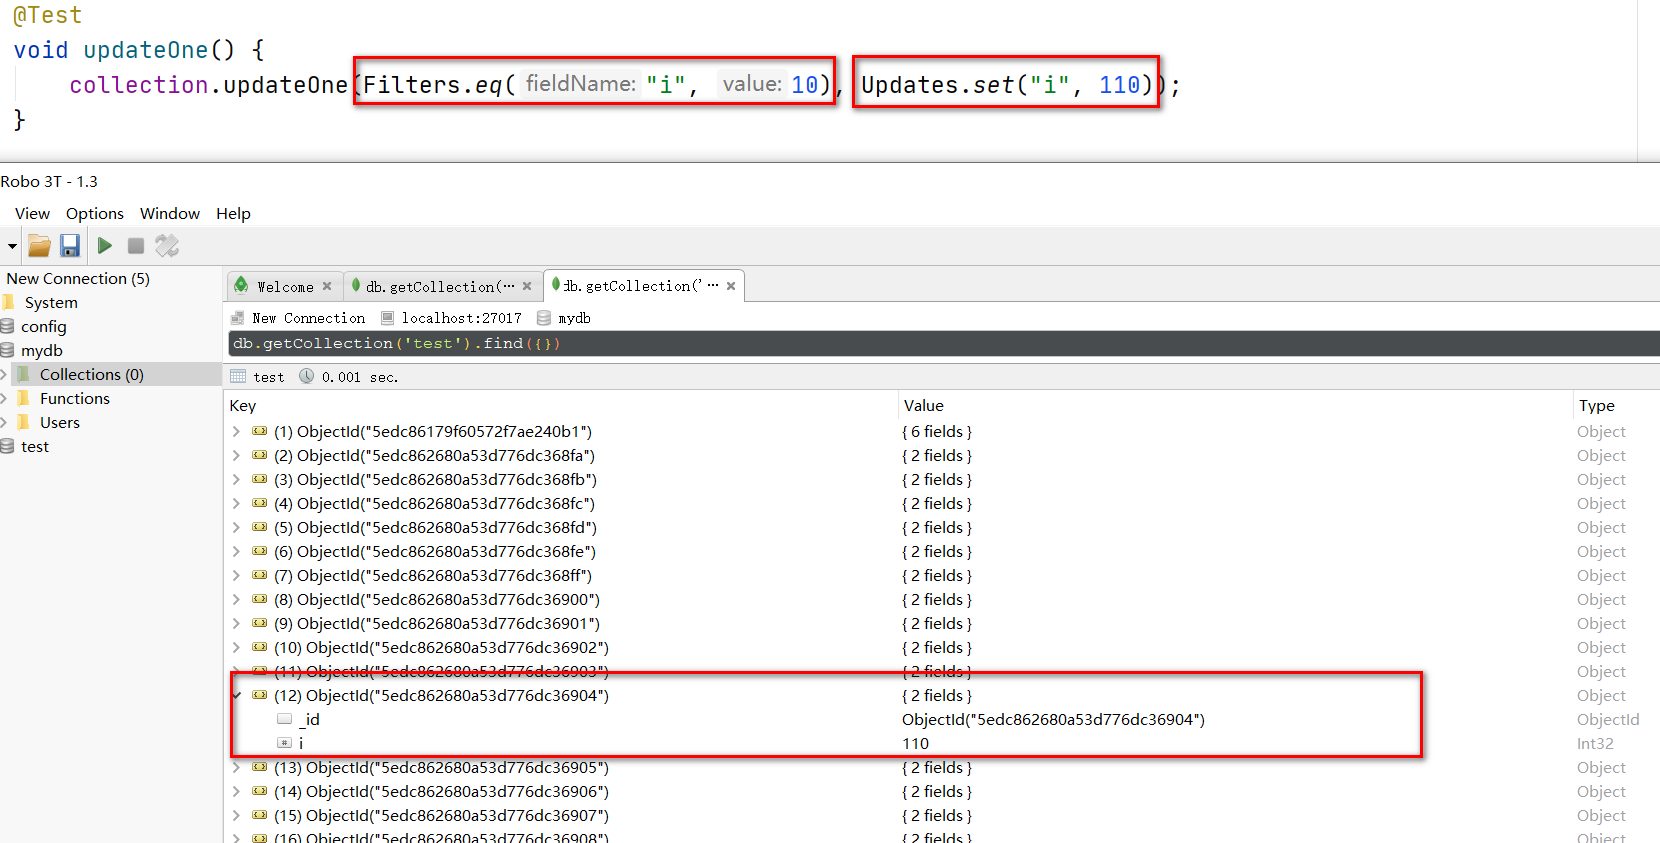 @Test
void updateOne() {
collection.updateOne(Filters.eq( fieldName: "i", value: 10), Updates.set("i", 110));
}
Robo 3T - 1.3
View Options Window Help
New Connection (5)
System
config
mydb
Collections (0)
Functions
Users
test
Welcome db.getCollection(··· db.getCollection('···
New Connection localhost:27017 mydb
db.getCollection('test').find({})
test 0.001 sec.
Key Value Type
(1) ObjectId("5edc86179f60572f7ae240b1") { 6 fields } Object
(2) ObjectId("5edc862680a53d776dc368fa") { 2 fields } Object
(3) ObjectId("5edc862680a53d776dc368fb") { 2 fields } Object
(4) ObjectId("5edc862680a53d776dc368fc") { 2 fields } Object
(5) ObjectId("5edc862680a53d776dc368fd") { 2 fields } Object
(6) ObjectId("5edc862680a53d776dc368fe") { 2 fields } Object
(7) ObjectId("5edc862680a53d776dc368ff") { 2 fields } Object
(8) ObjectId("5edc862680a53d776dc36900") { 2 fields } Object
(9) ObjectId("5edc862680a53d776dc36901") { 2 fields } Object
(10) ObjectId("5edc862680a53d776dc36902") { 2 fields } Object
(11) ObjectId("5edc862680a53d776dc36903") { 2 fields } Object
(12) ObjectId("5edc862680a53d776dc36904") { 2 fields } Object
_id ObjectId("5edc862680a53d776dc36904") ObjectId
i 110 Int32
(13) ObjectId("5edc862680a53d776dc36905") { 2 fields } Object
(14) ObjectId("5edc862680a53d776dc36906") { 2 fields } Object
(15) ObjectId("5edc862680a53d776dc36907") { 2 fields } Object
(16) ObjectId("5edc862680a53d776dc36908") { 2 fields } Object